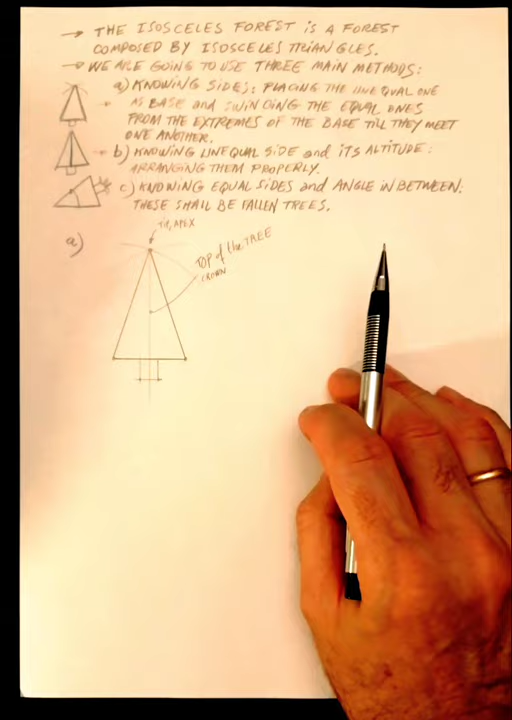 → THE ISOSCELES FOREST IS A FOREST
COMPOSED BY ISOSCELES TRIANGLES.
→ WE ARE GOING TO USE THREE MAIN METHODS:
a) KNOWING SIDES: PLACING THE UNEQUAL ONE
AS BASE and SWINGING THE EQUAL ONES
FROM THE EXTREMES OF THE BASE TILL THEY MEET
ONE ANOTHER.
b) KNOWING UNEQUAL SIDE and ITS ALTITUDE:
ARRANGING THEM PROPERLY.
c) KNOWING EQUAL SIDES and ANGLE IN BETWEEN:
THESE SHALL BE FALLEN TREES.
a)
TIP, APEX
TOP of the TREE
CROWN